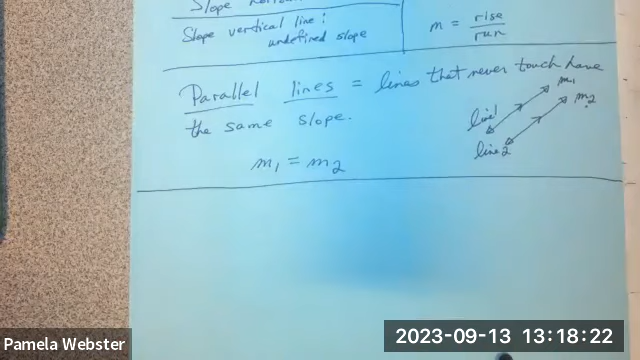 Slope
Slope vertical line:
undefined slope
m = rise/run
Parallel lines = lines that never touch have
the same slope.
m₁ = m₂
line 1
m₁
line 2
m₂
Pamela Webster
2023-09-13 13:18:22